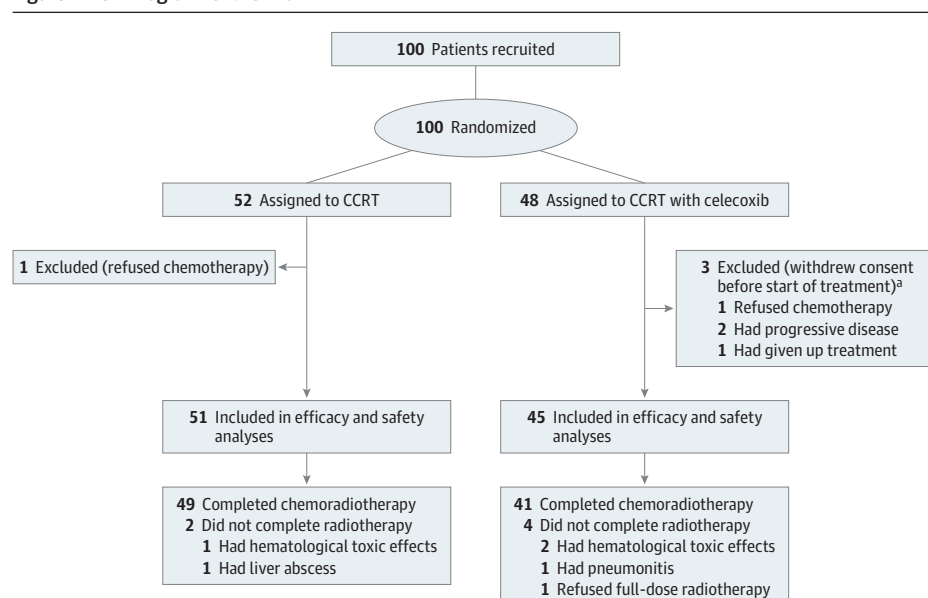 100 Patients recruited
100 Randomized
52 Assigned to CCRT
48 Assigned to CCRT with celecoxib
1 Excluded (refused chemotherapy)
3 Excluded (withdrew consent
before start of treatment)a
1 Refused chemotherapy
2 Had progressive disease
1 Had given up treatment
51 Included in efficacy and safety
analyses
45 Included in efficacy and safety
analyses
49 Completed chemoradiotherapy
2 Did not complete radiotherapy
1 Had hematological toxic effects
1 Had liver abscess
41 Completed chemoradiotherapy
4 Did not complete radiotherapy
2 Had hematological toxic effects
1 Had pneumonitis
1 Refused full-dose radiotherapy